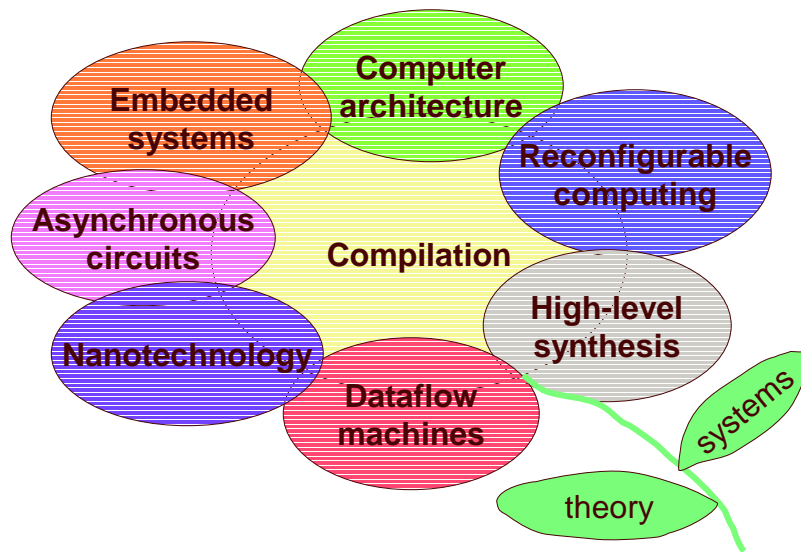 Computer
architecture
Embedded
systems
Reconfigurable
computing
Asynchronous
circuits
Compilation
High-level
synthesis
Nanotechnology
Dataflow
machines
systems
theory